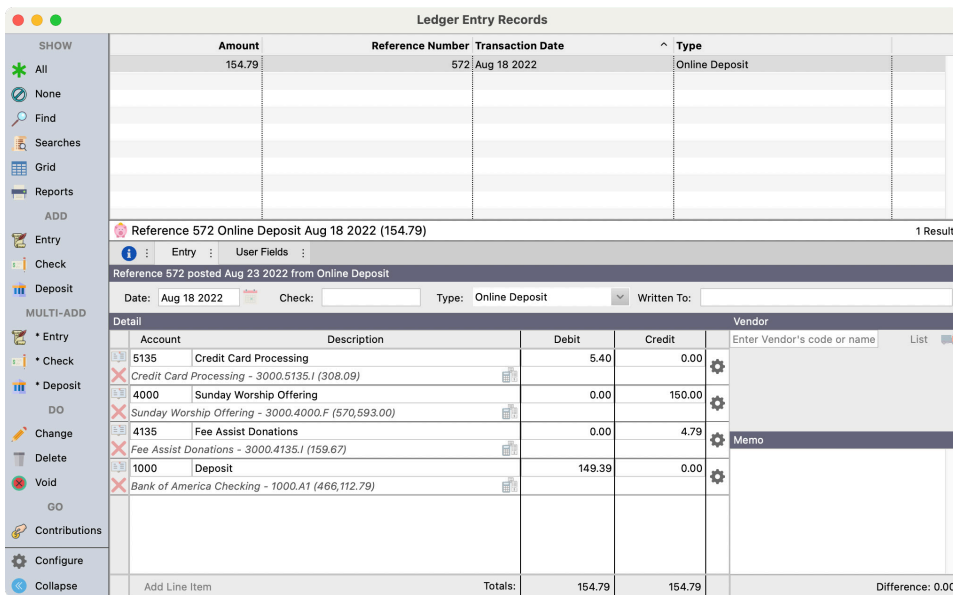 Ledger Entry Records
SHOW
All
None
Find
Searches
Grid
Reports
ADD
Entry
Check
Deposit
MULTI-ADD
* Entry
* Check
* Deposit
DO
Change
Delete
Void
GO
Contributions
Configure
Collapse
Amount Reference Number Transaction Date Type
154.79 572 Aug 18 2022 Online Deposit
Reference 572 Online Deposit Aug 18 2022 (154.79) 1 Result
Entry User Fields
Reference 572 posted Aug 23 2022 from Online Deposit
Date: Aug 18 2022 Check: Type: Online Deposit Written To:
Detail Vendor
Account Description Debit Credit Enter Vendor's code or name List
5135 Credit Card Processing 5.40 0.00
Credit Card Processing - 3000.5135.I (308.09)
4000 Sunday Worship Offering 0.00 150.00
Sunday Worship Offering - 3000.4000.F (570,593.00)
4135 Fee Assist Donations 0.00 4.79
Memo
Fee Assist Donations - 3000.4135.I (159.67)
1000 Deposit 149.39 0.00
Bank of America Checking - 1000.A1 (466,112.79)
Add Line Item Totals: 154.79 154.79 Difference: 0.00